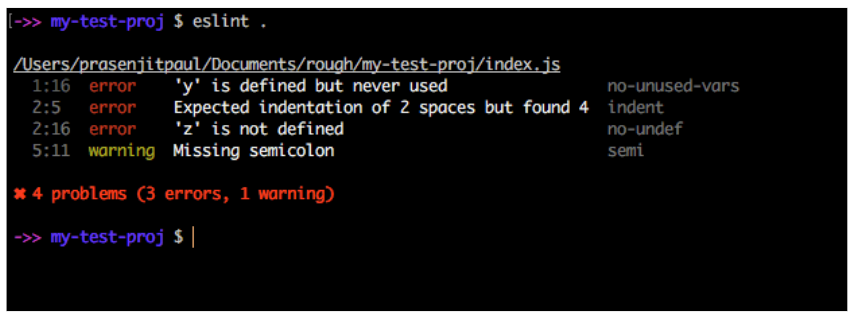 [->> my-test-proj $ eslint .
/Users/prasenjitpaul/Documents/rough/my-test-proj/index.js
1:16 error 'y' is defined but never used no-unused-vars
2:5 error Expected indentation of 2 spaces but found 4 indent
2:16 error 'z' is not defined no-undef
5:11 warning Missing semicolon semi
✖ 4 problems (3 errors, 1 warning)
->> my-test-proj $